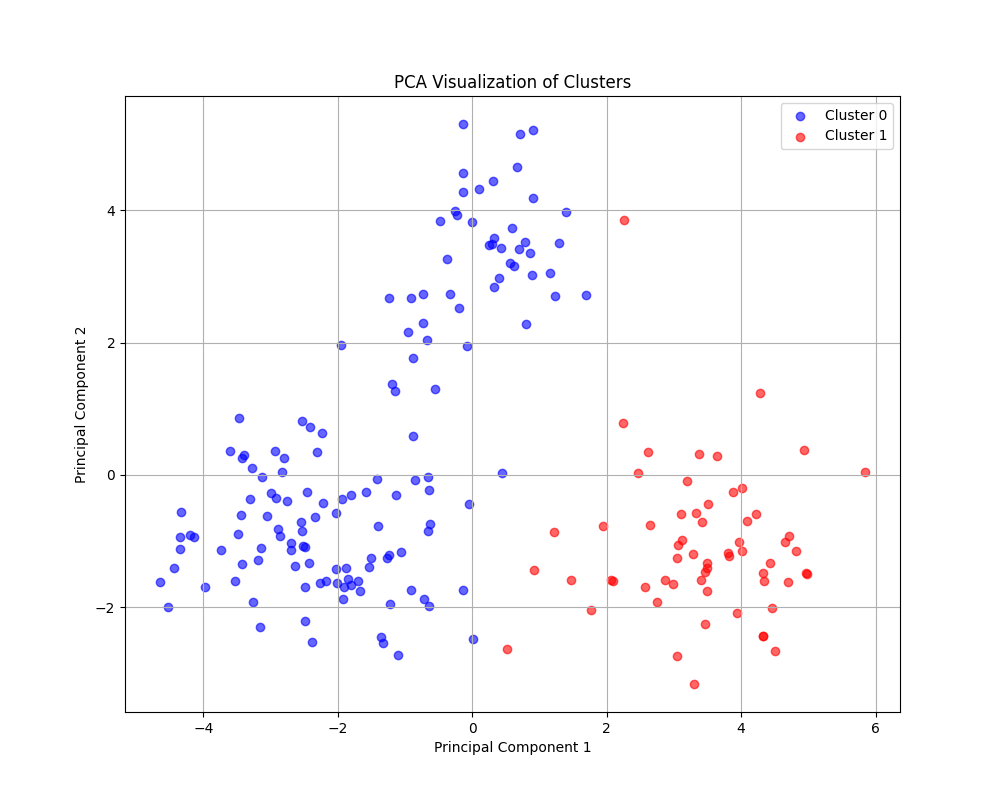 PCA Visualization of Clusters
Cluster 0
Cluster 1
Principal Component 2
4
2
0
−2
−4
−2
0
2
4
6
Principal Component 1